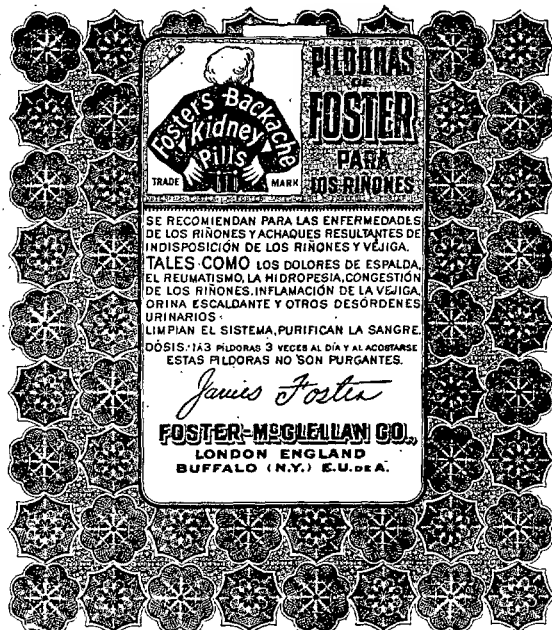 Foster's Backache
Kidney
Pills
TRADE MARK
PILDORAS
DE
FOSTER
PARA
LOS RIÑONES
SE RECOMIENDAN PARA LAS ENFERMEDADES
DE LOS RIÑONES Y ACHAQUES RESULTANTES DE
INDISPOSICIÓN DE LOS RIÑONES Y VEJIGA.
TALES COMO LOS DOLORES DE ESPALDA,
EL REUMATISMO, LA HIDROPESIA, CONGESTIÓN
DE LOS RIÑONES, INFLAMACIÓN DE LA VEJIGA,
ORINA ESCALDANTE Y OTROS DESÓRDENES
URINARIOS.
LIMPIAN EL SISTEMA, PURIFICAN LA SANGRE.
DÓSIS: 1 A 3 PILDORAS 3 VECES AL DÍA Y AL ACOSTARSE
ESTAS PILDORAS NO SON PURGANTES.
James Foster
FOSTER-McCLELLAN CO.,
LONDON ENGLAND
BUFFALO (N.Y.) E.U. DE A.